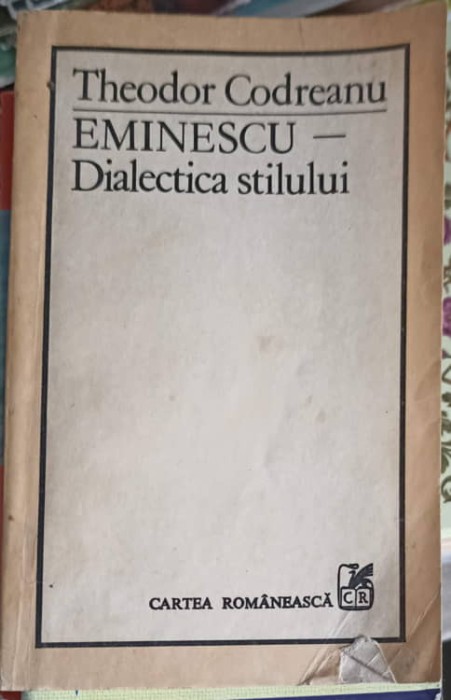 Theodor Codreanu
EMINESCU —
Dialectica stilului
CARTEA ROMÂNEASCĂ CR